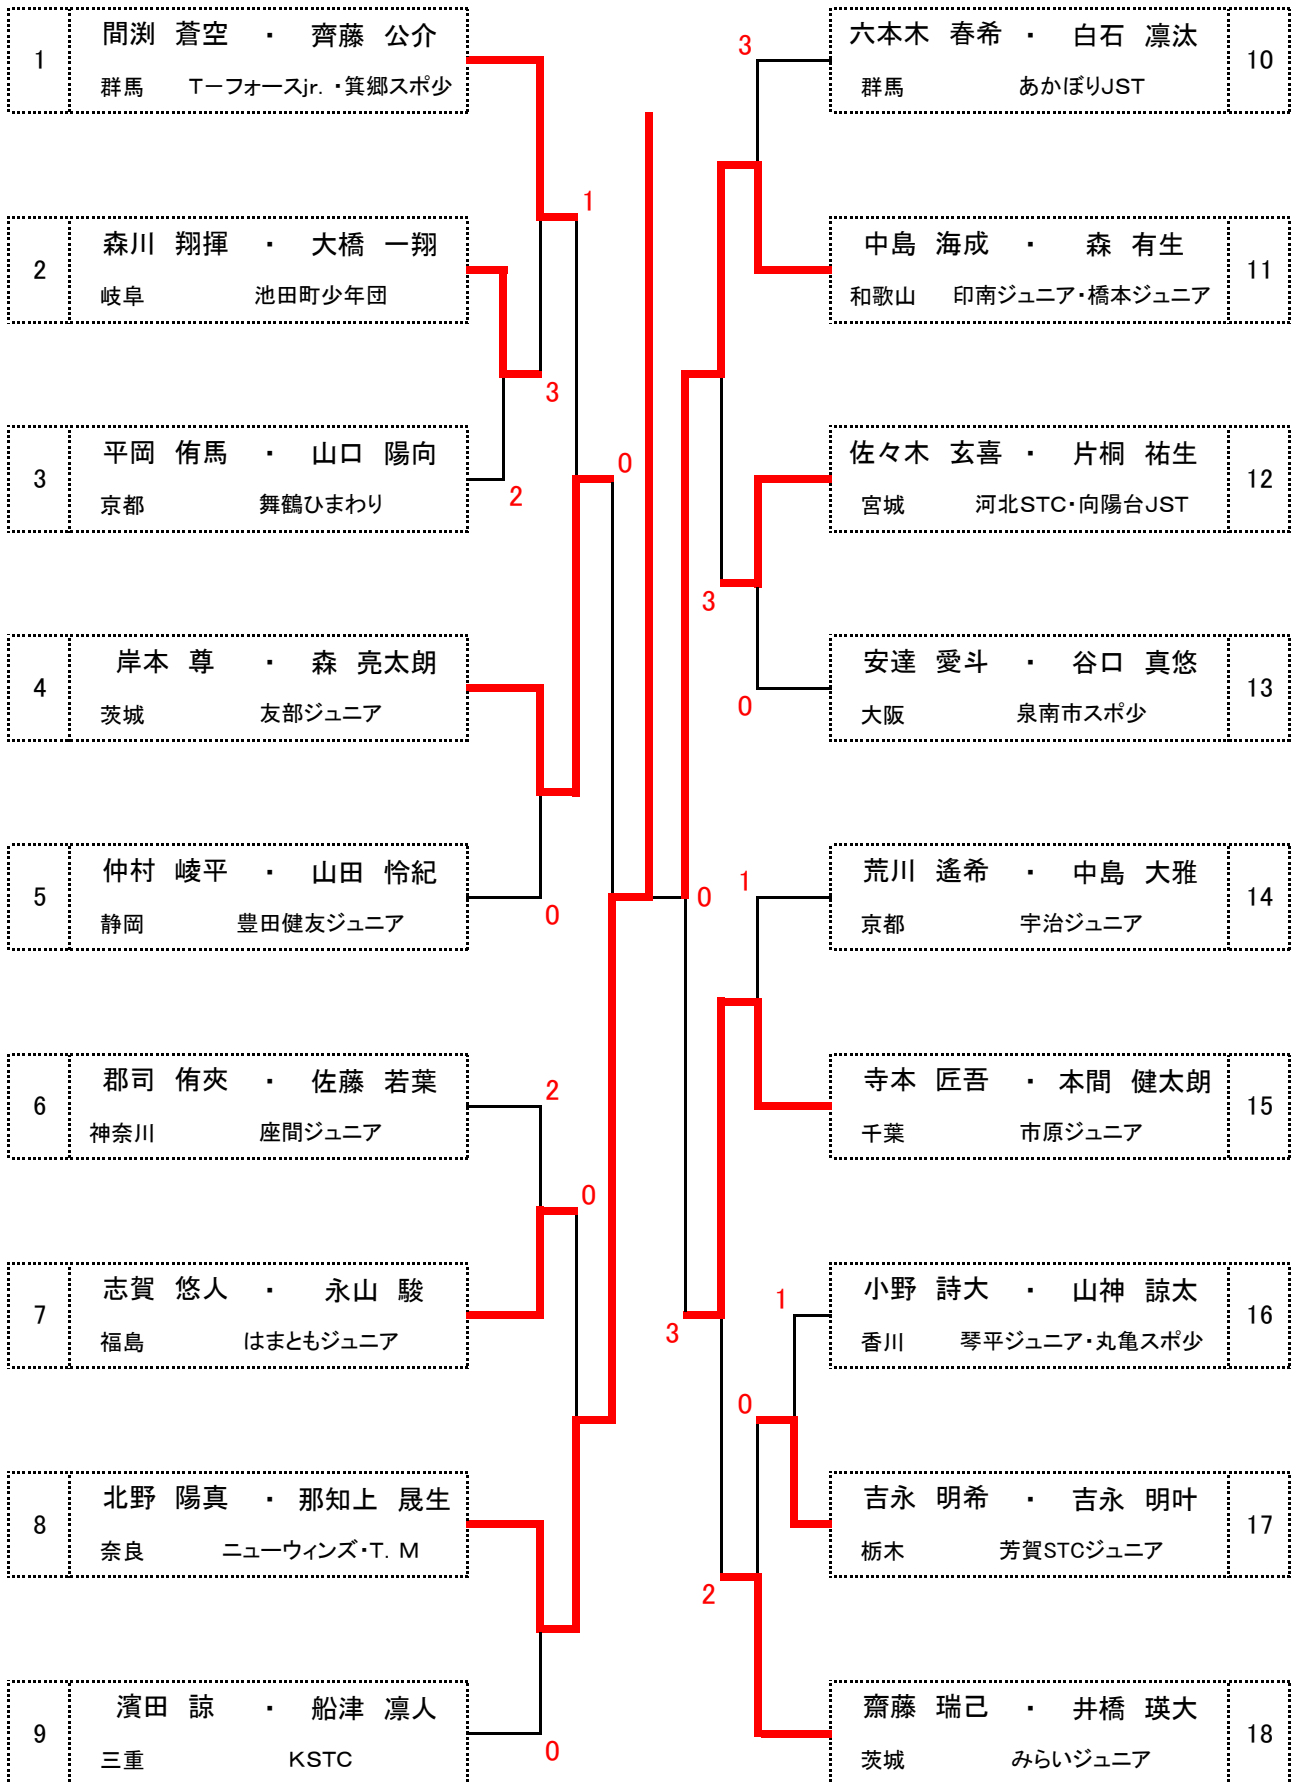 間渕 蒼空 ・ 齊藤 公介
1
群馬 T－フォースjr.・箕郷スポ少
森川 翔揮 ・ 大橋 一翔
2
岐阜 池田町少年団
平岡 侑馬 ・ 山口 陽向
3
京都 舞鶴ひまわり
岸本 尊 ・ 森 亮太朗
4
茨城 友部ジュニア
仲村 崚平 ・ 山田 怜紀
5
静岡 豊田健友ジュニア
郡司 侑夾 ・ 佐藤 若葉
6
神奈川 座間ジュニア
志賀 悠人 ・ 永山 駿
7
福島 はまともジュニア
北野 陽真 ・ 那知上 晟生
8
奈良 ニューウィンズ・T．M
濱田 諒 ・ 船津 凛人
9
三重 KSTC
1
3
2
0
0
2
0
0
3
3
0
0
1
3
1
0
2
六本木 春希 ・ 白石 凛汰
10
群馬 あかぼりJST
中島 海成 ・ 森 有生
11
和歌山 印南ジュニア・橋本ジュニア
佐々木 玄喜 ・ 片桐 祐生
12
宮城 河北STC・向陽台JST
安達 愛斗 ・ 谷口 真悠
13
大阪 泉南市スポ少
荒川 遙希 ・ 中島 大雅
14
京都 宇治ジュニア
寺本 匠吾 ・ 本間 健太朗
15
千葉 市原ジュニア
小野 詩大 ・ 山神 諒太
16
香川 琴平ジュニア・丸亀スポ少
吉永 明希 ・ 吉永 明叶
17
栃木 芳賀STCジュニア
齋藤 瑞己 ・ 井橋 瑛大
18
茨城 みらいジュニア